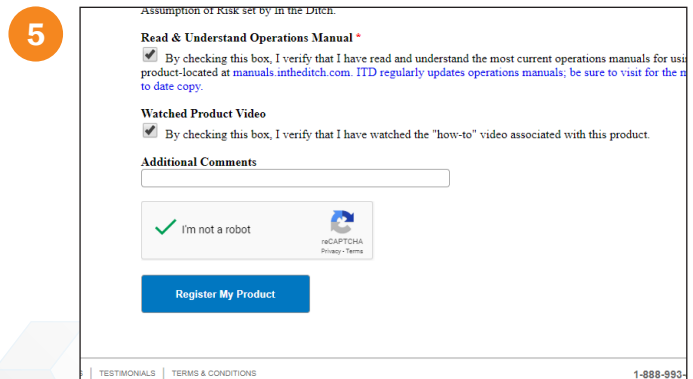 5
Assumption of Risk set by In the Ditch.
Read & Understand Operations Manual *
By checking this box, I verify that I have read and understand the most current operations manuals for
product-located at manuals.intheditch.com. ITD regularly updates operations manuals; be sure to visit for the
to date copy.
Watched Product Video
By checking this box, I verify that I have watched the "how-to" video associated with this product.
Additional Comments
I'm not a robot
reCAPTCHA
Privacy - Terms
Register My Product
TESTIMONIALS | TERMS & CONDITIONS
1-888-993-